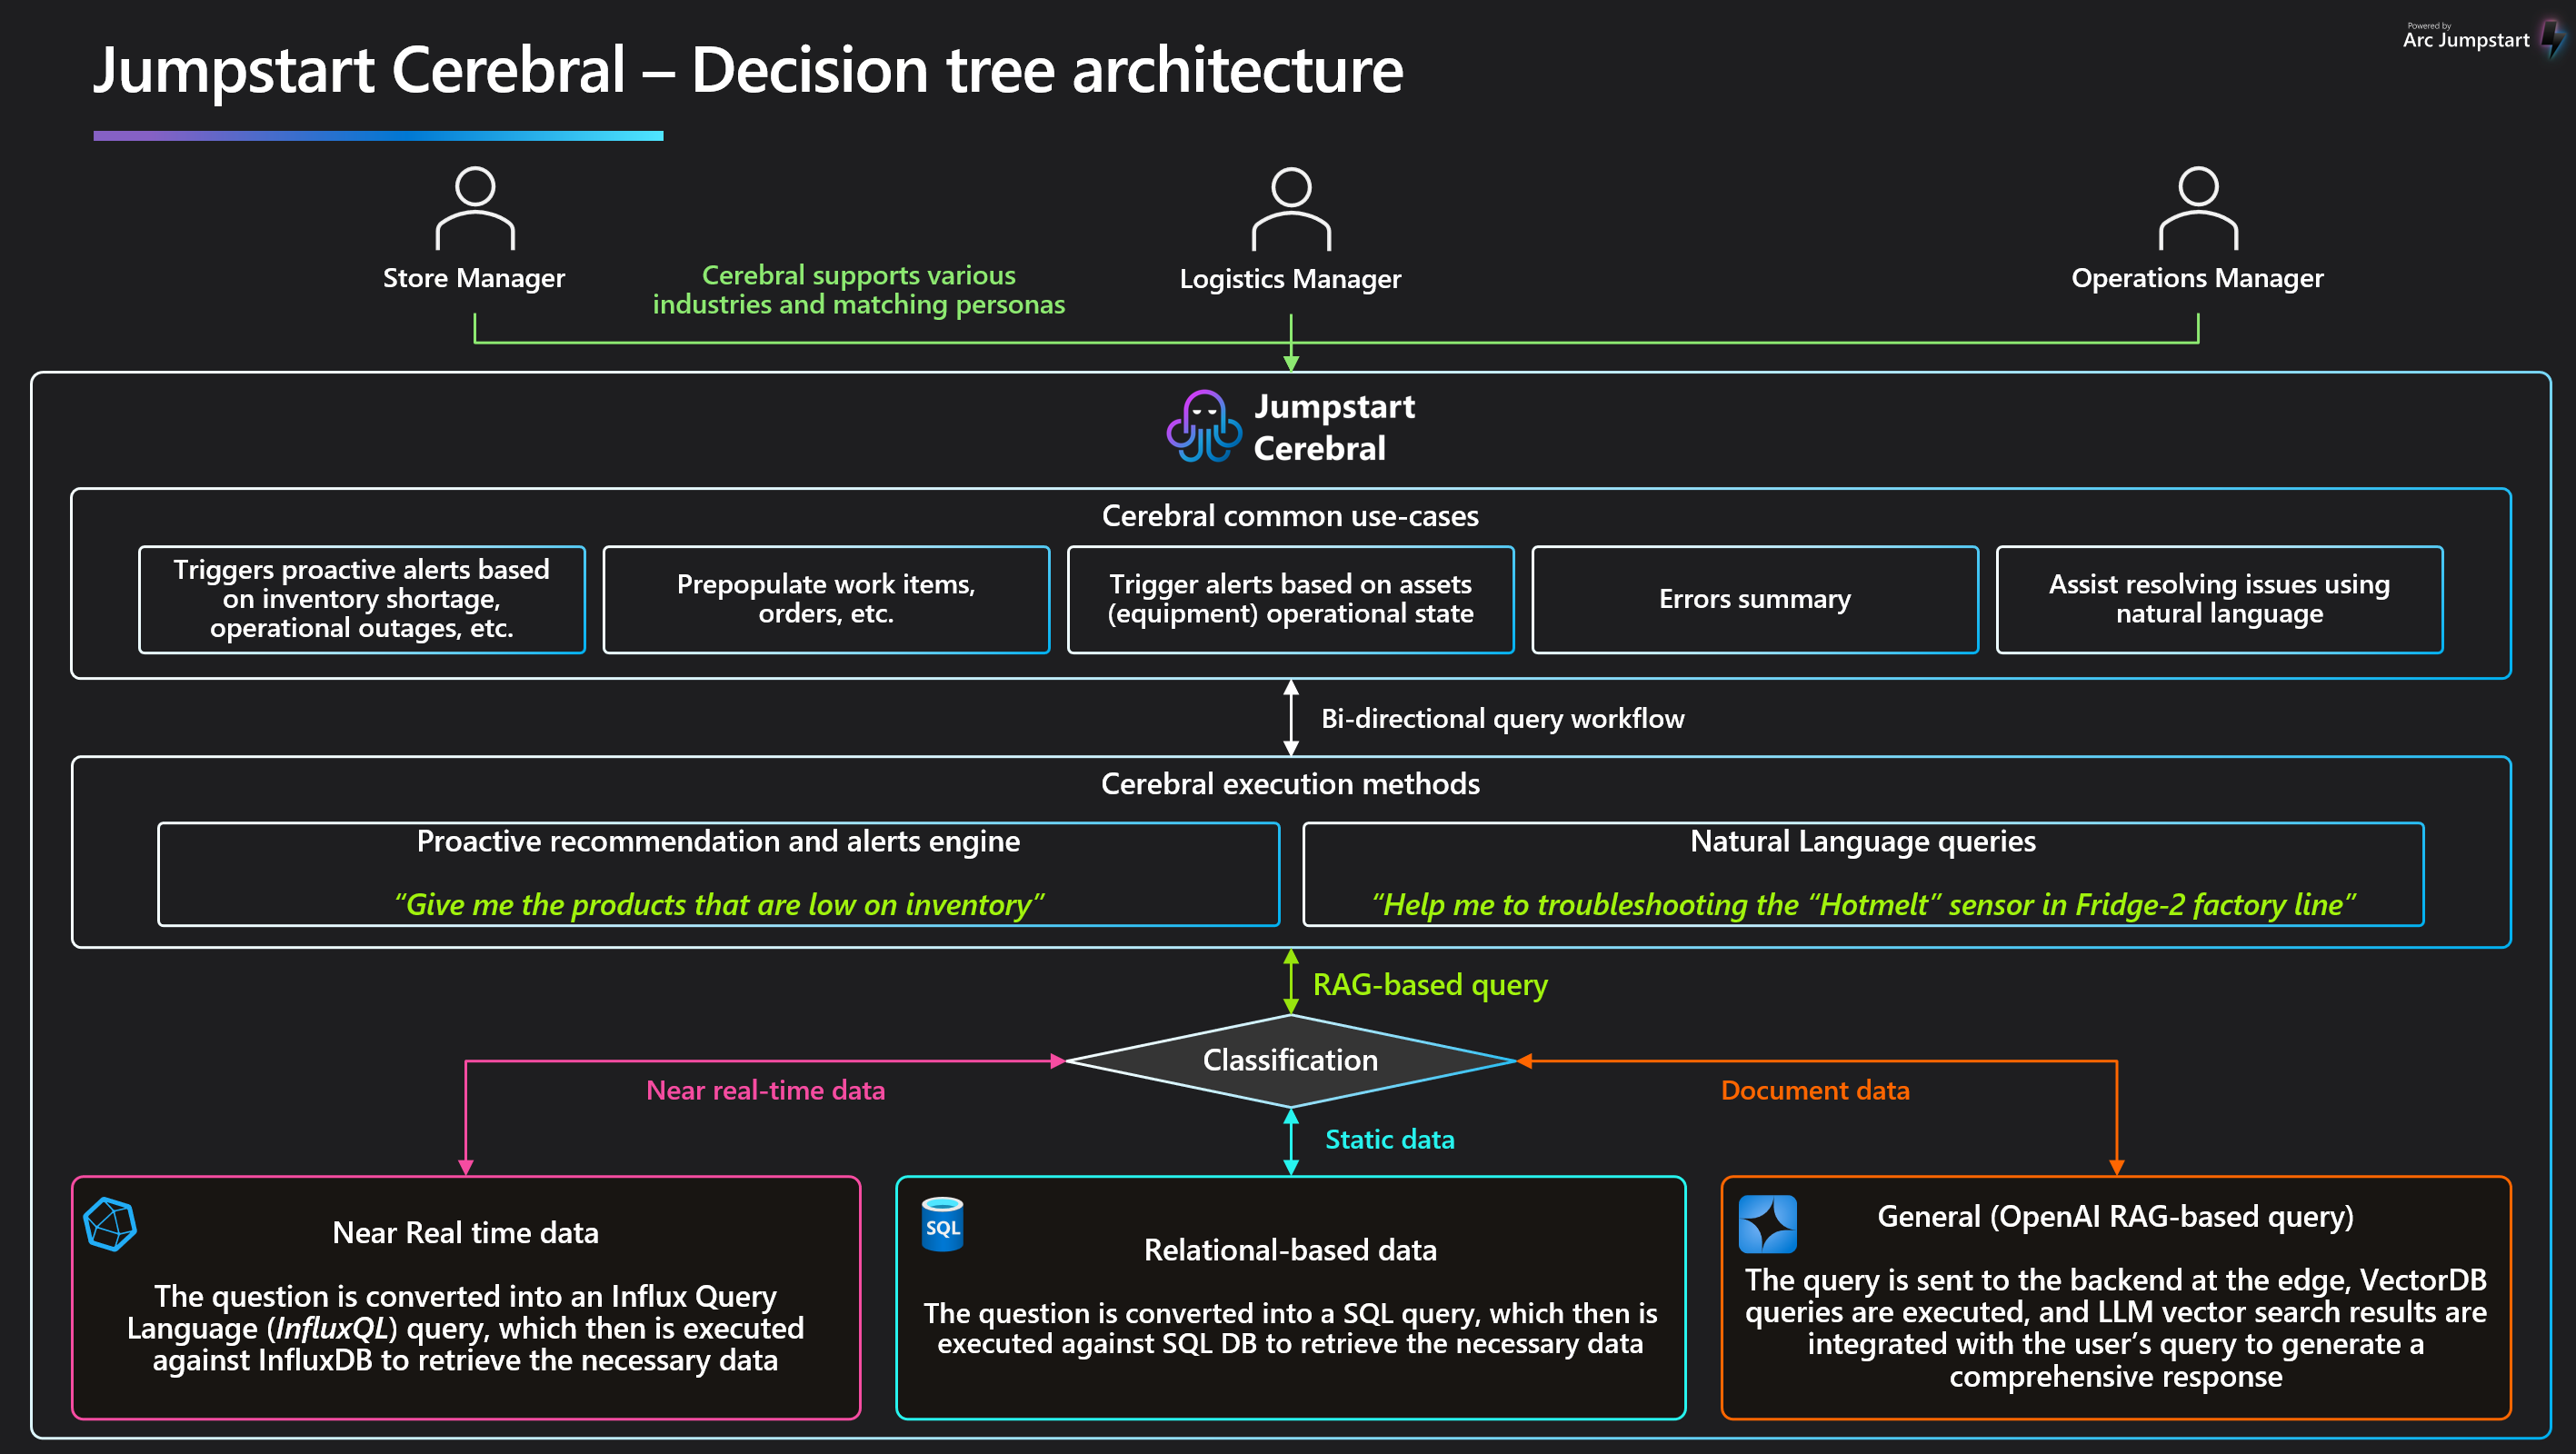 Powered by
Arc Jumpstart
Jumpstart Cerebral – Decision tree architecture
Store Manager
Cerebral supports various
industries and matching personas
Logistics Manager
Operations Manager
Jumpstart
Cerebral
Cerebral common use-cases
Triggers proactive alerts based
on inventory shortage,
operational outages, etc.
Prepopulate work items,
orders, etc.
Trigger alerts based on assets
(equipment) operational state
Errors summary
Assist resolving issues using
natural language
Bi-directional query workflow
Cerebral execution methods
Proactive recommendation and alerts engine
“Give me the products that are low on inventory”
Natural Language queries
“Help me to troubleshooting the “Hotmelt” sensor in Fridge-2 factory line”
RAG-based query
Classification
Near real-time data
Document data
Static data
Near Real time data
The question is converted into an Influx Query
Language (InfluxQL) query, which then is executed
against InfluxDB to retrieve the necessary data
SQL
Relational-based data
The question is converted into a SQL query, which then is
executed against SQL DB to retrieve the necessary data
General (OpenAI RAG-based query)
The query is sent to the backend at the edge, VectorDB
queries are executed, and LLM vector search results are
integrated with the user’s query to generate a
comprehensive response